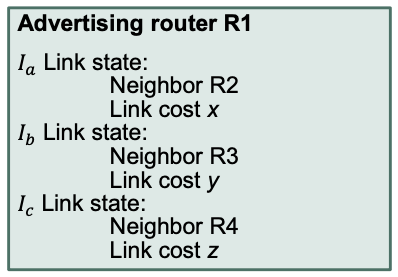 Advertising router R1
Iₐ Link state:
Neighbor R2
Link cost x
I_b Link state:
Neighbor R3
Link cost y
I_c Link state:
Neighbor R4
Link cost z